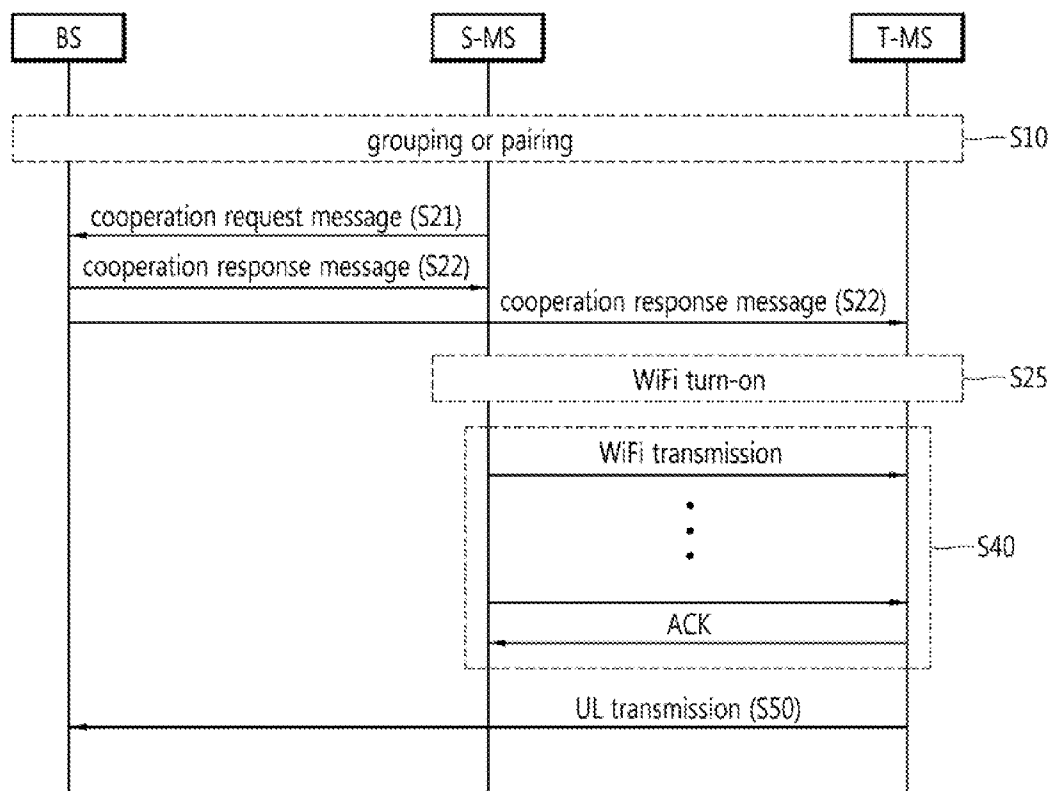 BS
S-MS
T-MS
grouping or pairing
S10
cooperation request message (S21)
cooperation response message (S22)
cooperation response message (S22)
WiFi turn-on
S25
WiFi transmission
S40
ACK
UL transmission (S50)